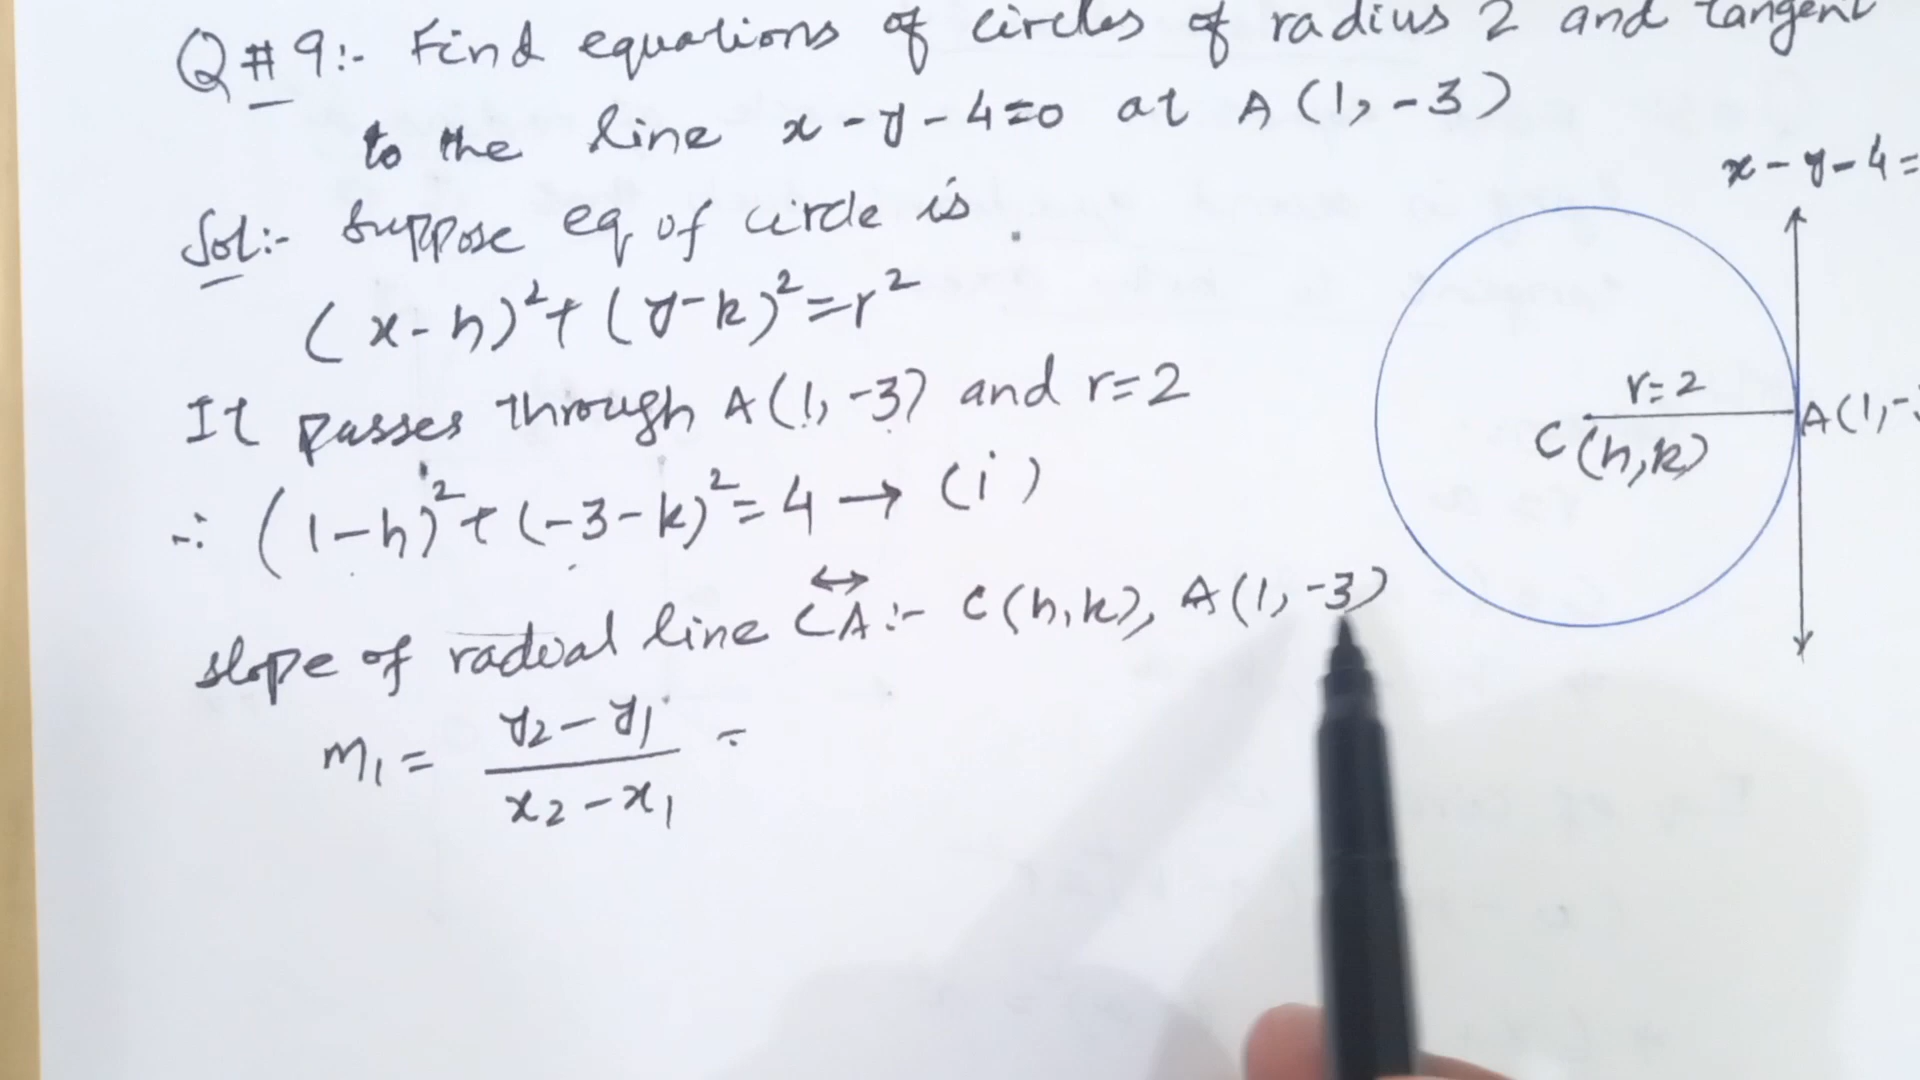 Q#9:- Find equations of circles of radius 2 and tangent
to the line x-y-4=0 at A(1,-3)
Sol:- Suppose eq of circle is
(x-h)²+(y-k)²=r²
It passes through A(1,-3) and r=2
∴ (1-h)²+(-3-k)²=4→(i)
slope of radial line CA:- C(h,k), A(1,-3)
m₁= y₂-y₁ / x₂-x₁ =
x-y-4=
r=2
C(h,k)
A(1,-